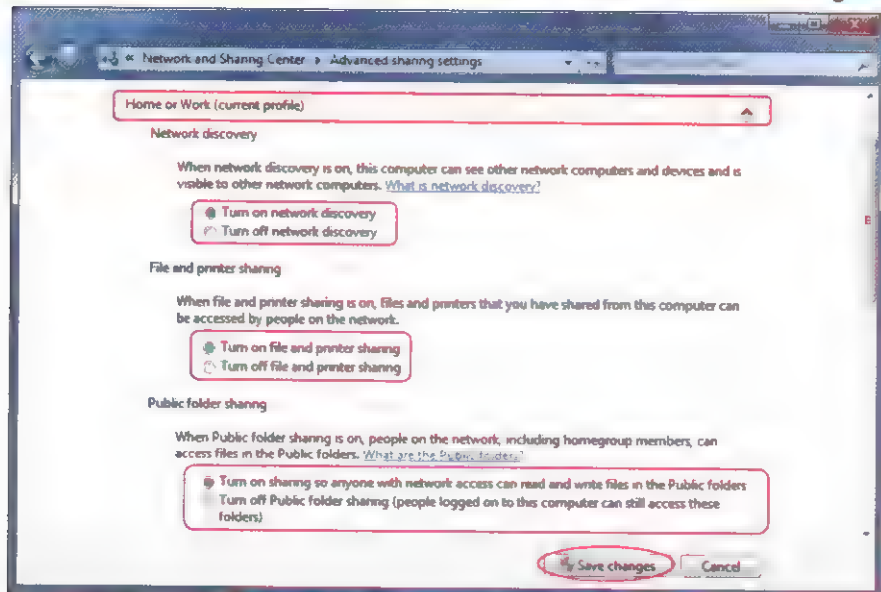 « Network and Sharing Center ▸ Advanced sharing settings
Home or Work (current profile)
Network discovery
When network discovery is on, this computer can see other network computers and devices and is
visible to other network computers. What is network discovery?
Turn on network discovery
Turn off network discovery
File and printer sharing
When file and printer sharing is on, files and printers that you have shared from this computer can
be accessed by people on the network.
Turn on file and printer sharing
Turn off file and printer sharing
Public folder sharing
When Public folder sharing is on, people on the network, including homegroup members, can
access files in the Public folders. What are the Public folders?
Turn on sharing so anyone with network access can read and write files in the Public folders
Turn off Public folder sharing (people logged on to this computer can still access these
folders)
Save changes Cancel